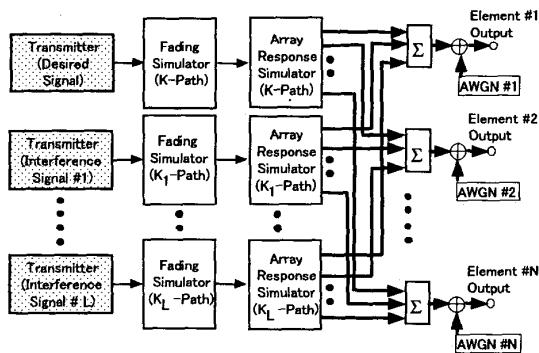 Transmitter
(Desired
Signal)
Fading
Simulator
(K-Path)
Array
Response
Simulator
(K-Path)
Σ
Element #1
Output
AWGN #1
Transmitter
(Interference
Signal #1)
Fading
Simulator
(K₁-Path)
Array
Response
Simulator
(K₁-Path)
Σ
Element #2
Output
AWGN #2
Transmitter
(Interference
Signal # L)
Fading
Simulator
(K_L -Path)
Array
Response
Simulator
(K_L -Path)
Σ
Element #N
Output
AWGN #N